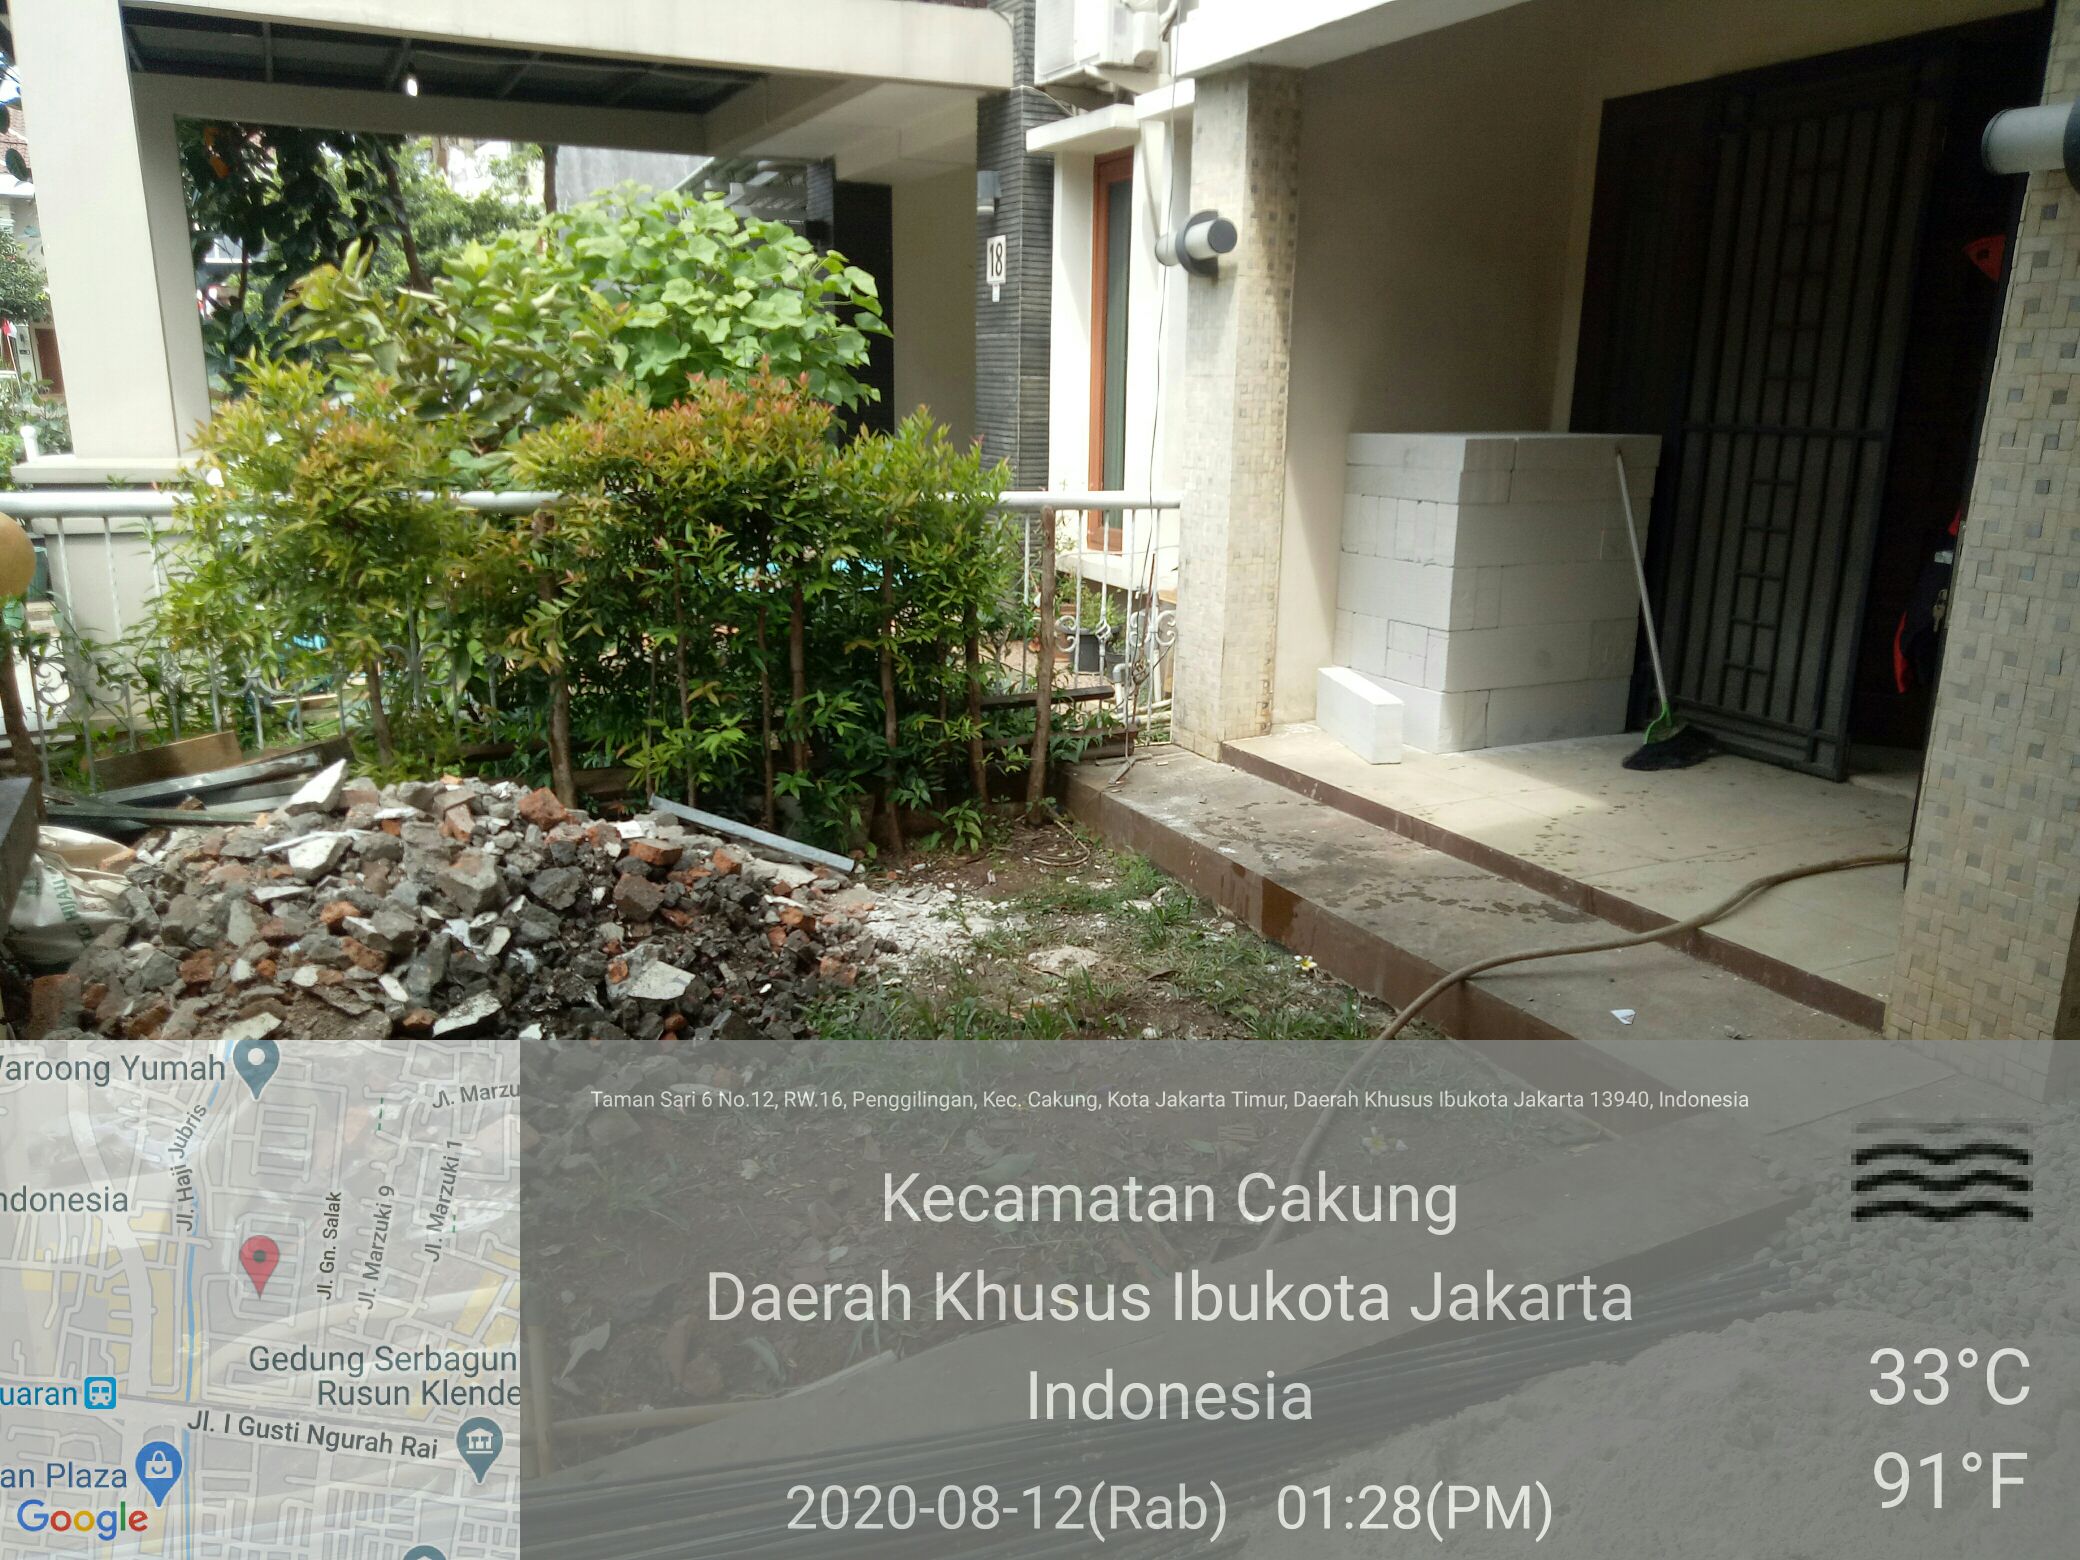 18
Waroong Yumah
Jl. Marzu
Jl. Haji Jubris
ndonesia
Jl. Gn. Salak
Jl. Marzuki 9
Jl. Marzuki 1
Gedung Serbagun
Rusun Klende
uaran
Jl. I Gusti Ngurah Rai
an Plaza
Google
Taman Sari 6 No.12, RW.16, Penggilingan, Kec. Cakung, Kota Jakarta Timur, Daerah Khusus Ibukota Jakarta 13940, Indonesia
Kecamatan Cakung
Daerah Khusus Ibukota Jakarta
Indonesia
2020-08-12(Rab) 01:28(PM)
33°C
91°F